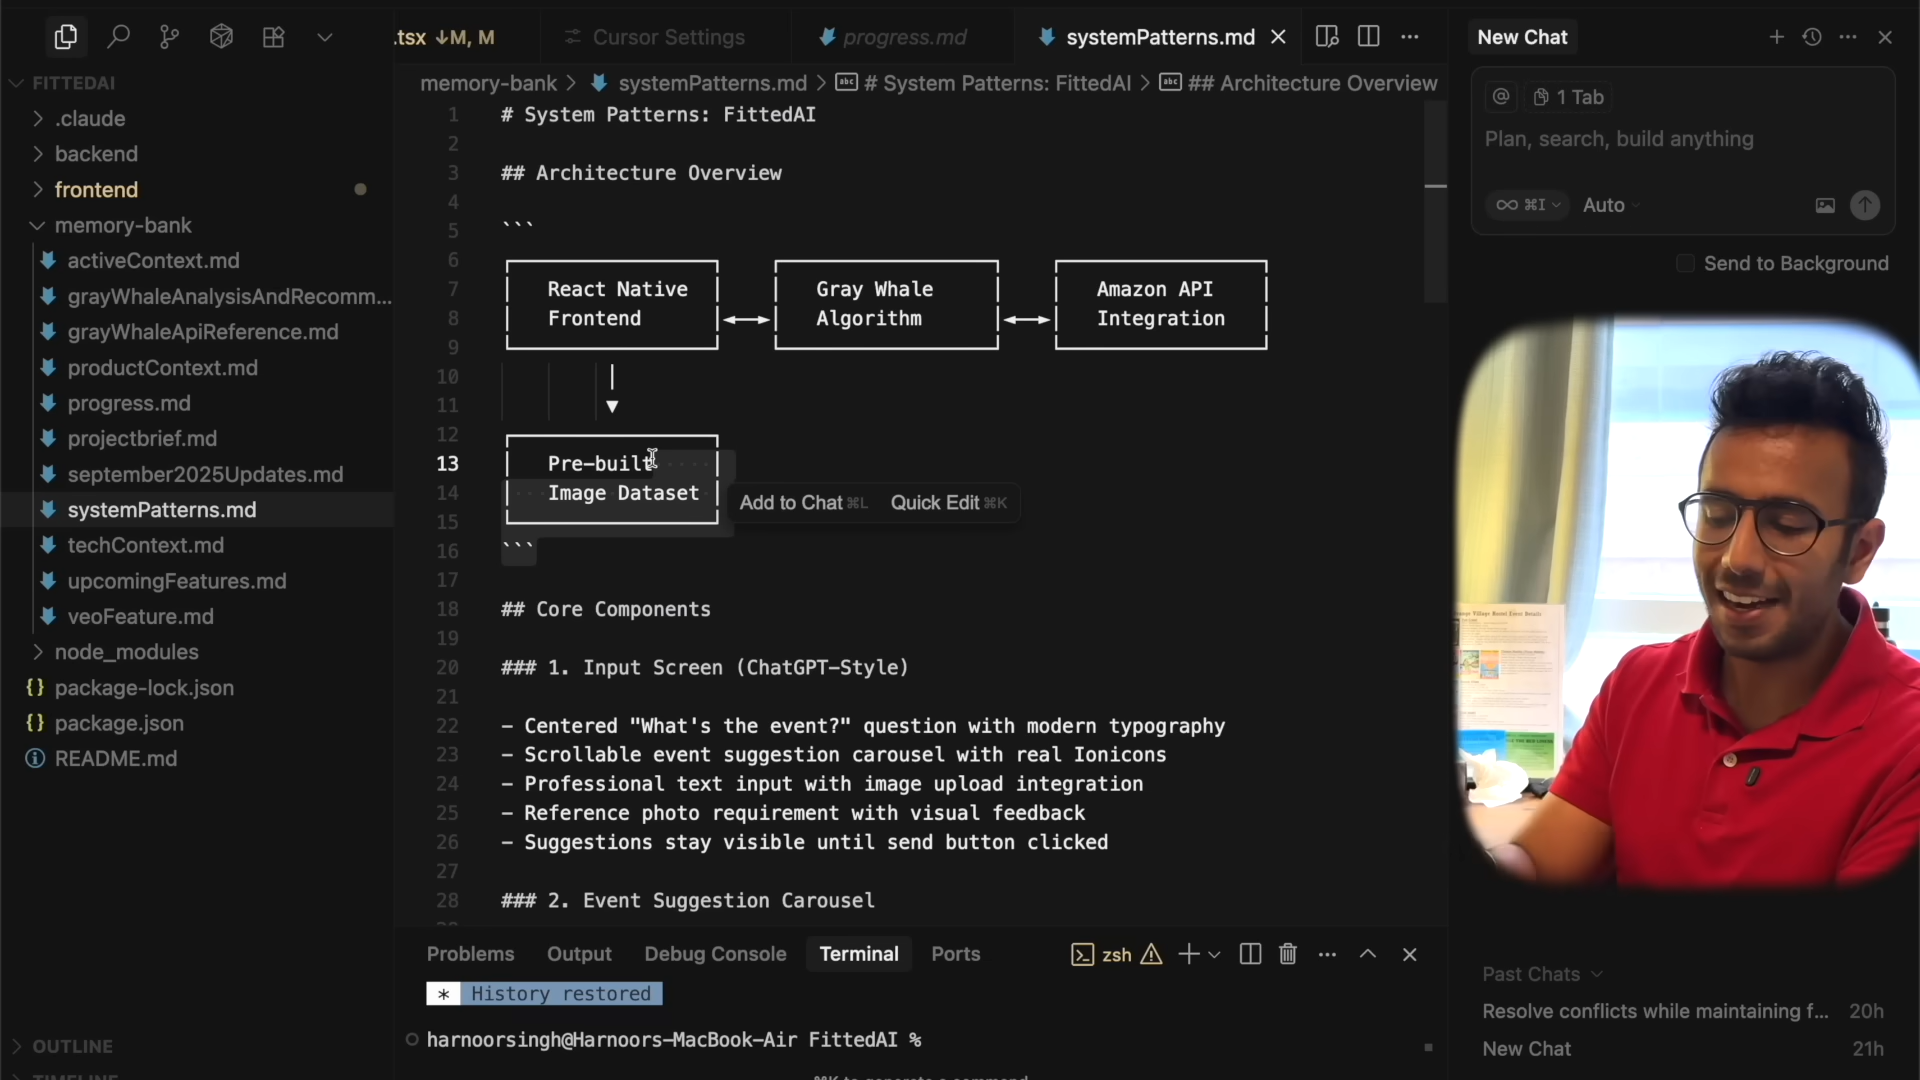 .tsx ↓M, M
Cursor Settings
progress.md
systemPatterns.md
New Chat
FITTEDAI
.claude
backend
frontend
memory-bank
activeContext.md
grayWhaleAnalysisAndRecomm...
grayWhaleApiReference.md
productContext.md
progress.md
projectbrief.md
september2025Updates.md
systemPatterns.md
techContext.md
upcomingFeatures.md
veoFeature.md
node_modules
{} package-lock.json
{} package.json
README.md
OUTLINE
TIMELINE
memory-bank > systemPatterns.md > # System Patterns: FittedAI > ## Architecture Overview
1 # System Patterns: FittedAI
2
3 ## Architecture Overview
4
5 ```
6
7 React Native Gray Whale Amazon API
8 Frontend Algorithm Integration
9
10
11
12
13 Pre-built
14 Image Dataset
15
16 ```
17
18 ## Core Components
19
20 ### 1. Input Screen (ChatGPT-Style)
21
22 - Centered "What's the event?" question with modern typography
23 - Scrollable event suggestion carousel with real Ionicons
24 - Professional text input with image upload integration
25 - Reference photo requirement with visual feedback
26 - Suggestions stay visible until send button clicked
27
28 ### 2. Event Suggestion Carousel
Add to Chat ⌘L Quick Edit ⌘K
Problems Output Debug Console Terminal Ports
zsh
* History restored
harnoorsingh@Harnoors-MacBook-Air FittedAI %
⌘K to generate a command
@ 1 Tab
Plan, search, build anything
∞ ⌘I Auto
Send to Background
Past Chats
Resolve conflicts while maintaining f... 20h
New Chat 21h